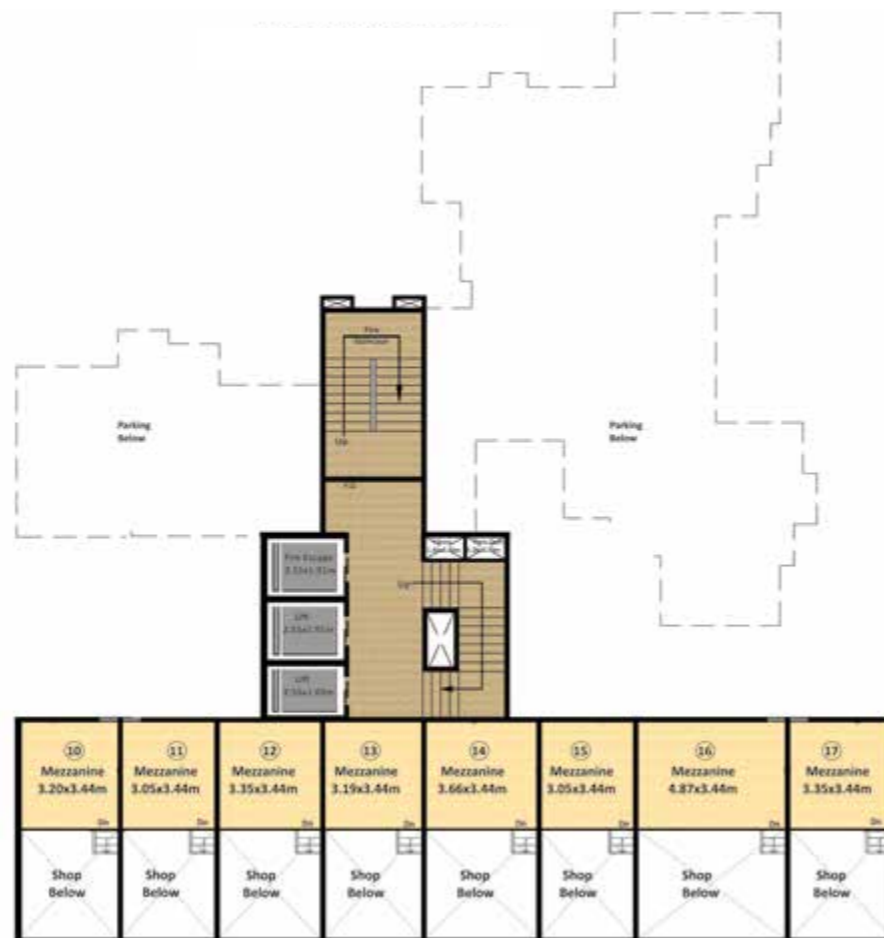 Fire
Staircase
Up
Parking
Below
Parking
Below
Fire Escape
Up
Lift
Lift
10
Mezzanine
3.20x3.44m
Dn
11
Mezzanine
3.05x3.44m
Dn
12
Mezzanine
3.35x3.44m
Dn
13
Mezzanine
3.19x3.44m
Dn
14
Mezzanine
3.66x3.44m
Dn
15
Mezzanine
3.05x3.44m
Dn
16
Mezzanine
4.87x3.44m
Dn
17
Mezzanine
3.35x3.44m
Dn
Shop
Below
Shop
Below
Shop
Below
Shop
Below
Shop
Below
Shop
Below
Shop
Below
Shop
Below